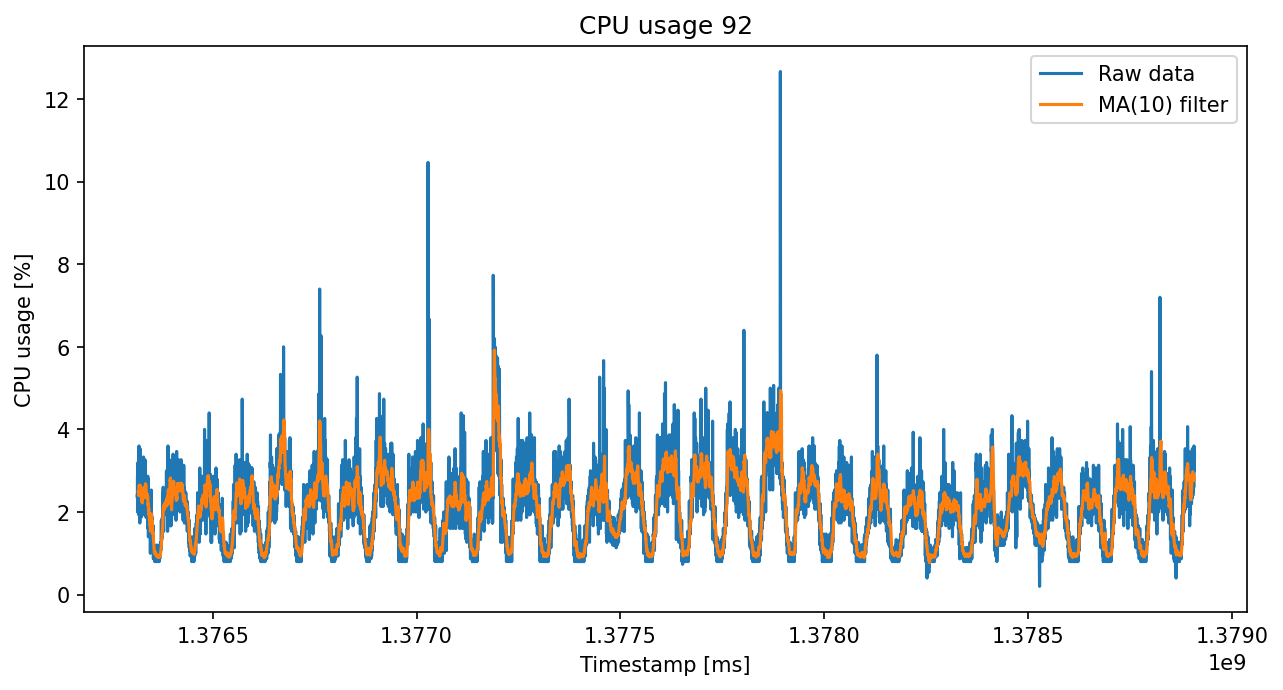 CPU usage 92
Raw data
MA(10) filter
CPU usage [%]
12
10
8
6
4
2
0
1.3765 1.3770 1.3775 1.3780 1.3785 1.3790
1e9
Timestamp [ms]